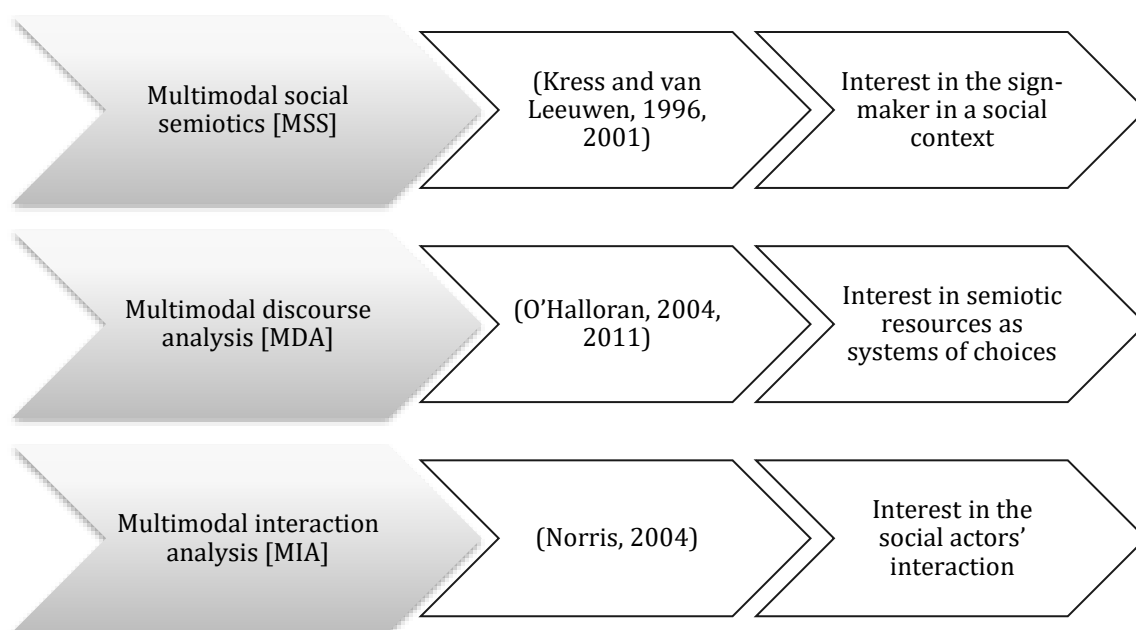 Multimodal social
semiotics [MSS]
(Kress and van
Leeuwen, 1996,
2001)
Interest in the sign-
maker in a social
context
Multimodal discourse
analysis [MDA]
(O’Halloran, 2004,
2011)
Interest in semiotic
resources as
systems of choices
Multimodal interaction
analysis [MIA]
(Norris, 2004)
Interest in the
social actors’
interaction